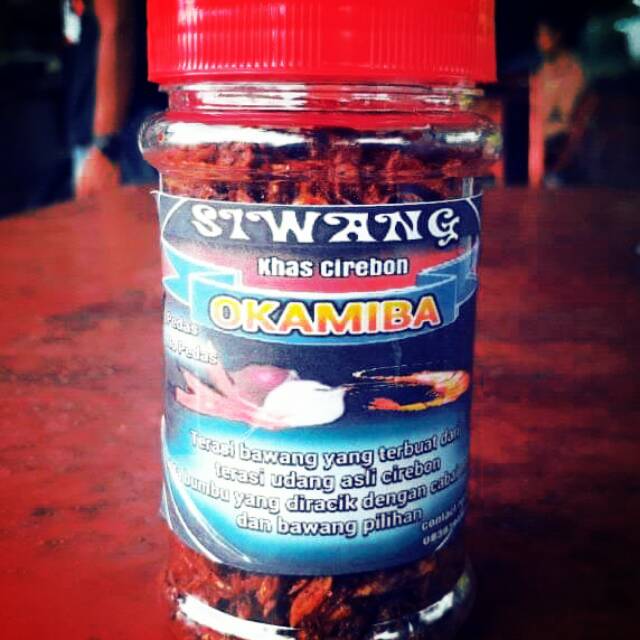 SIWANG
Khas cirebon
OKAMIBA
Pedas
Pedas
Terasi bawang yang terbuat dari
terasi udang asli cirebon
bumbu yang diracik dengan
dan bawang pilihan